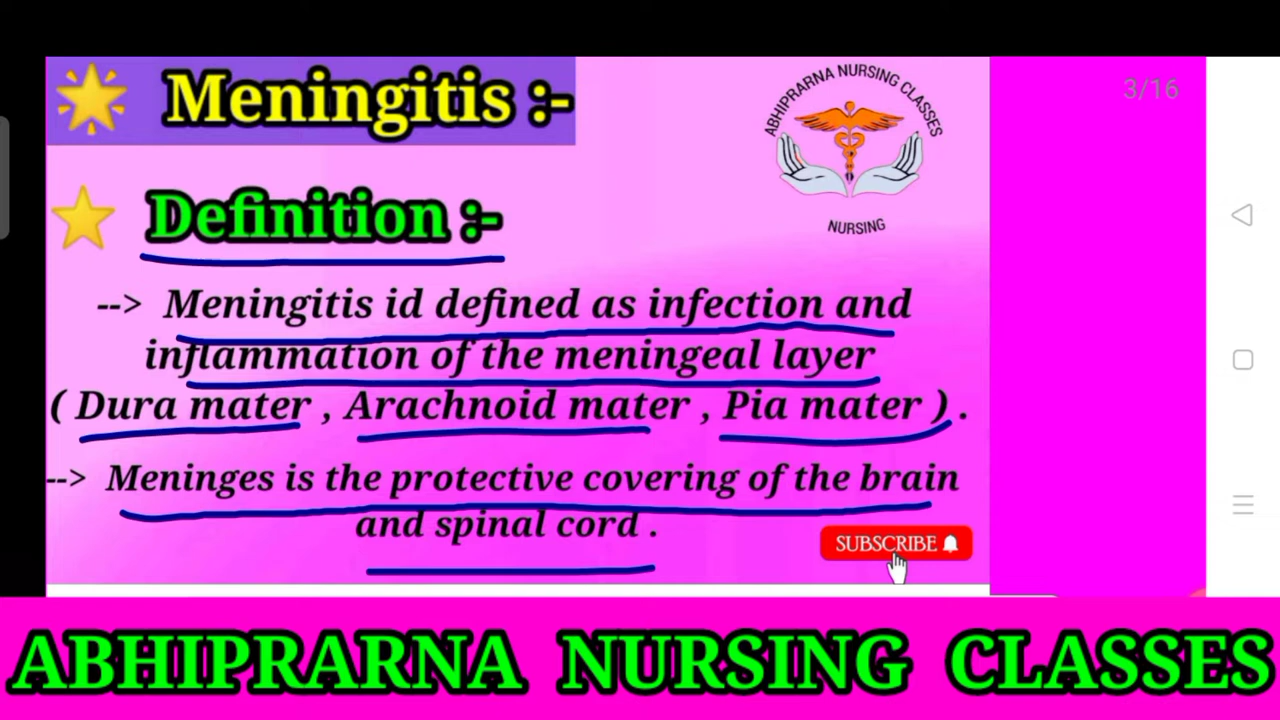 3/16
Meningitis :-
ABHIPRARNA NURSING CLASSES
NURSING
Definition :-
--> Meningitis id defined as infection and
inflammation of the meningeal layer
( Dura mater , Arachnoid mater , Pia mater ) .
--> Meninges is the protective covering of the brain
and spinal cord .
SUBSCRIBE
ABHIPRARNA NURSING CLASSES